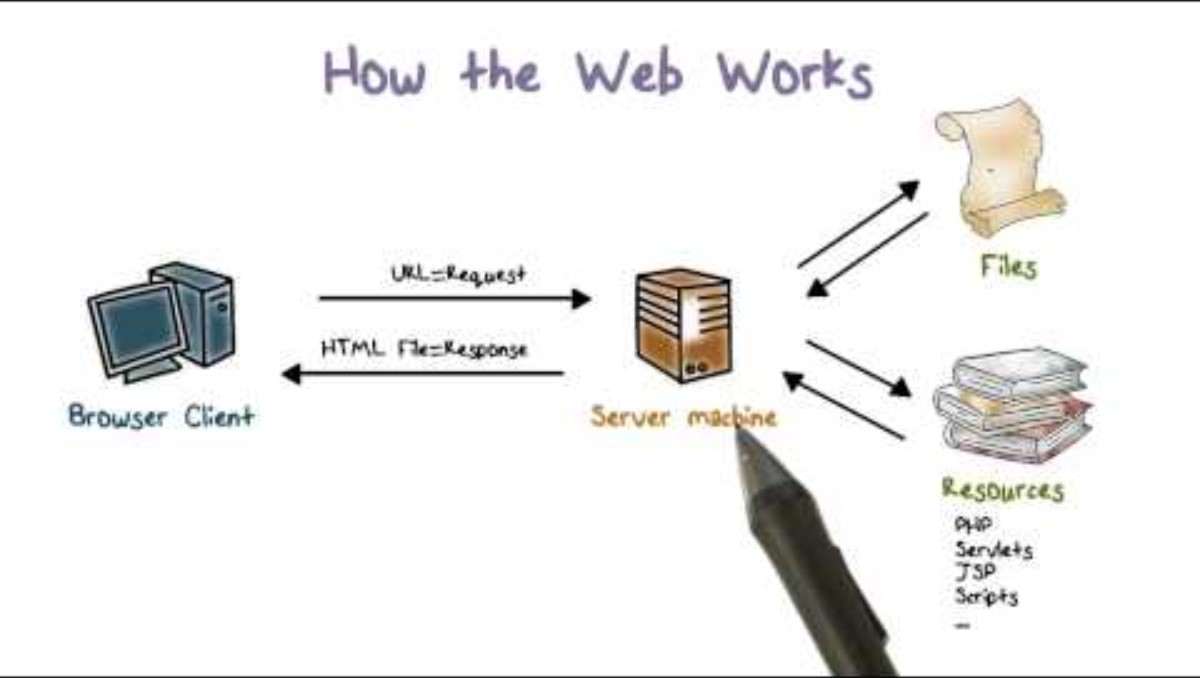 How the Web Works
URL=Request
HTML File=Response
Browser Client
Server machine
Files
Resources
PHP
Servlets
JSP
Scripts
...